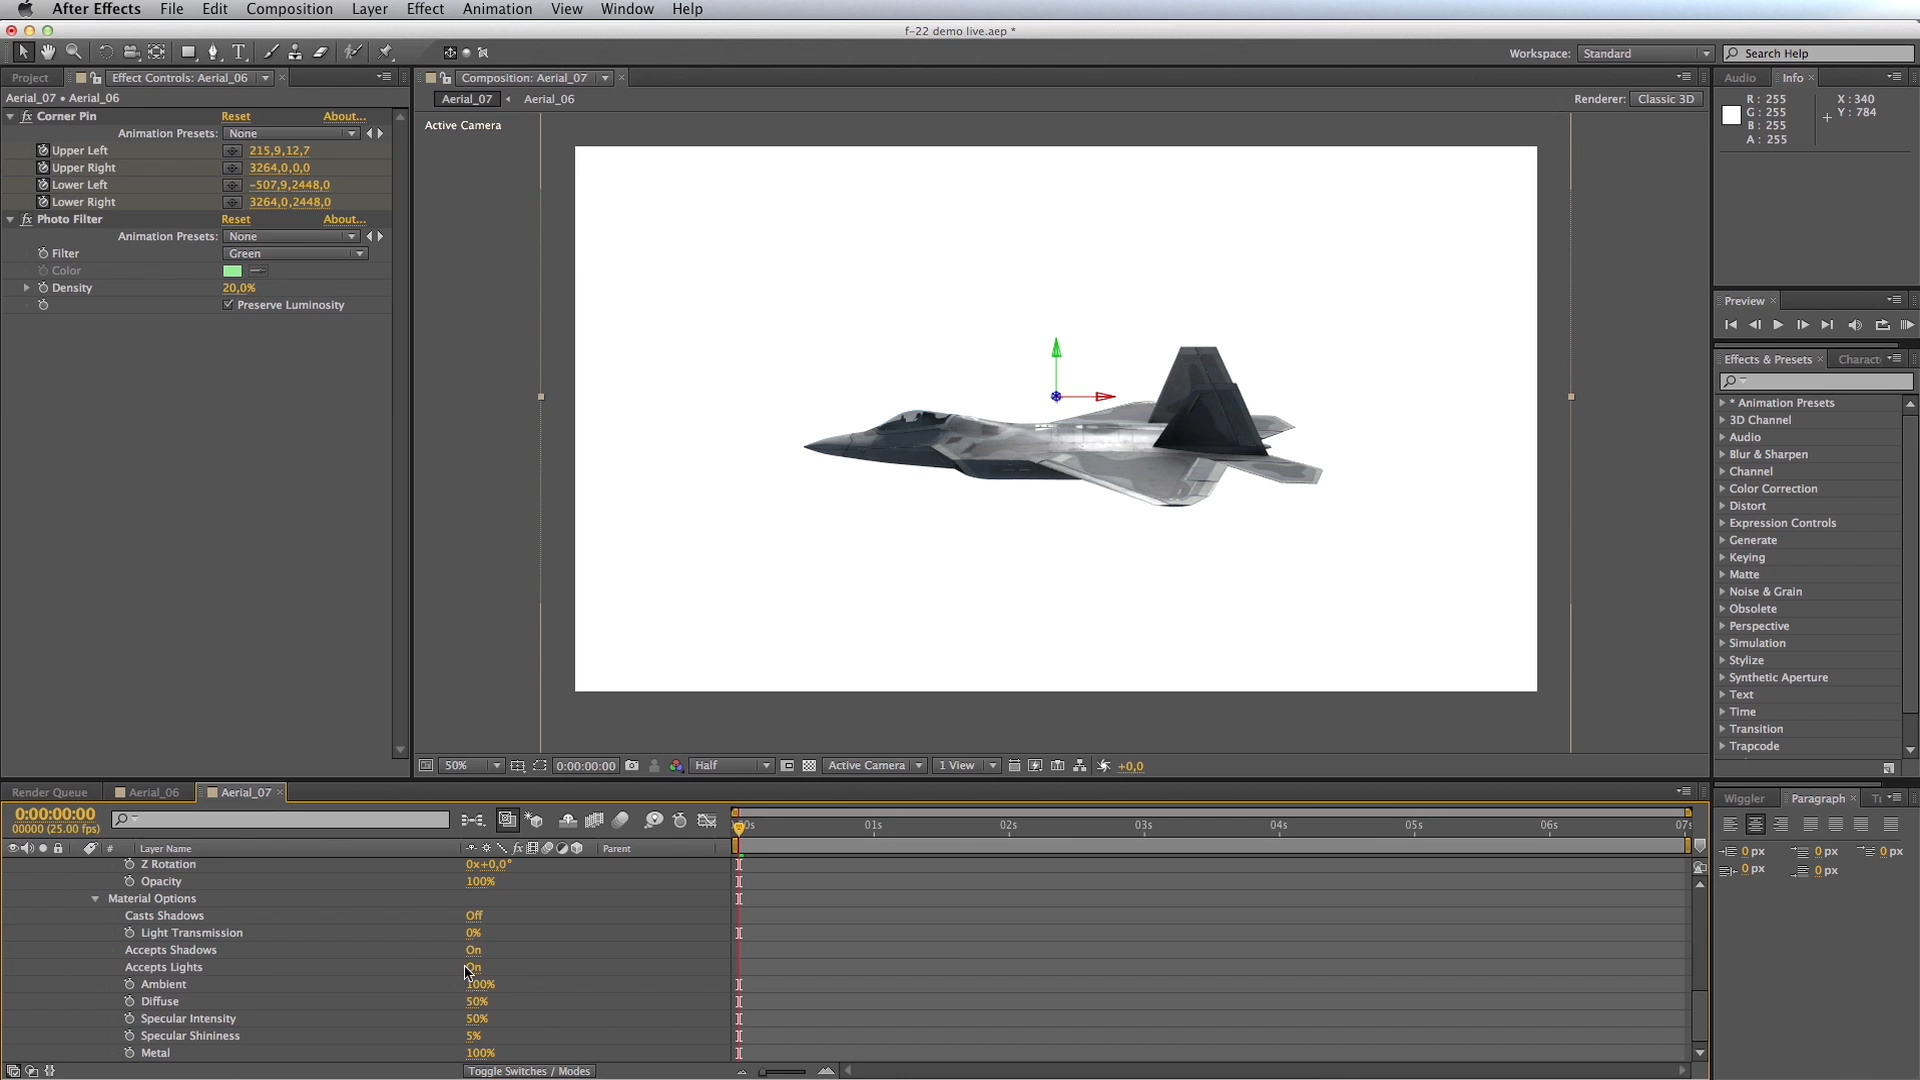 After Effects File Edit Composition Layer Effect Animation View Window Help
f-22 demo live.aep *
Workspace: Standard Search Help
Project Effect Controls: Aerial_06 Composition: Aerial_07 Audio Info
Aerial_07 • Aerial_06
Corner Pin Reset About...
Animation Presets: None
Upper Left 215,9,12,7
Upper Right 3264,0,0,0
Lower Left -507,9,2448,0
Lower Right 3264,0,2448,0
Photo Filter Reset About...
Animation Presets: None
Filter Green
Color
Density 20,0%
Preserve Luminosity
Aerial_07 Aerial_06 Renderer: Classic 3D
Active Camera
50% 0:00:00:00 Half Active Camera 1 View +0,0
R: 255 X: 340
G: 255 Y: 784
B: 255
A: 255
Preview
Effects & Presets Charact
* Animation Presets
3D Channel
Audio
Blur & Sharpen
Channel
Color Correction
Distort
Expression Controls
Generate
Keying
Matte
Noise & Grain
Obsolete
Perspective
Simulation
Stylize
Synthetic Aperture
Text
Time
Transition
Trapcode
Render Queue Aerial_06 Aerial_07
0:00:00:00
00000 (25.00 fps)
01s 02s 03s 04s 05s 06s
# Layer Name fx Parent
Z Rotation 0x+0,0°
Opacity 100%
Material Options
Casts Shadows Off
Light Transmission 0%
Accepts Shadows On
Accepts Lights On
Ambient 100%
Diffuse 50%
Specular Intensity 50%
Specular Shininess 5%
Metal 100%
Toggle Switches / Modes
Wiggler Paragraph
0 px 0 px 0 px
0 px 0 px